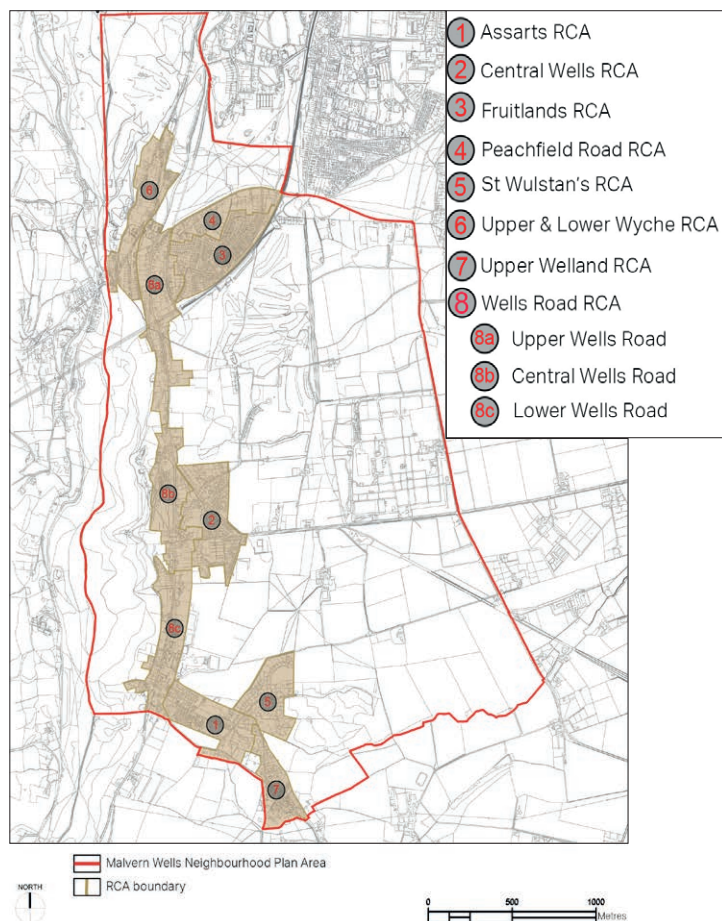 1 Assarts RCA
2 Central Wells RCA
3 Fruitlands RCA
4 Peachfield Road RCA
5 St Wulstan's RCA
6 Upper & Lower Wyche RCA
7 Upper Welland RCA
8 Wells Road RCA
8a Upper Wells Road
8b Central Wells Road
8c Lower Wells Road
6
4
3
8a
8b
2
8c
5
1
7
Malvern Wells Neighbourhood Plan Area
RCA boundary
NORTH
0 500 1000
Metres